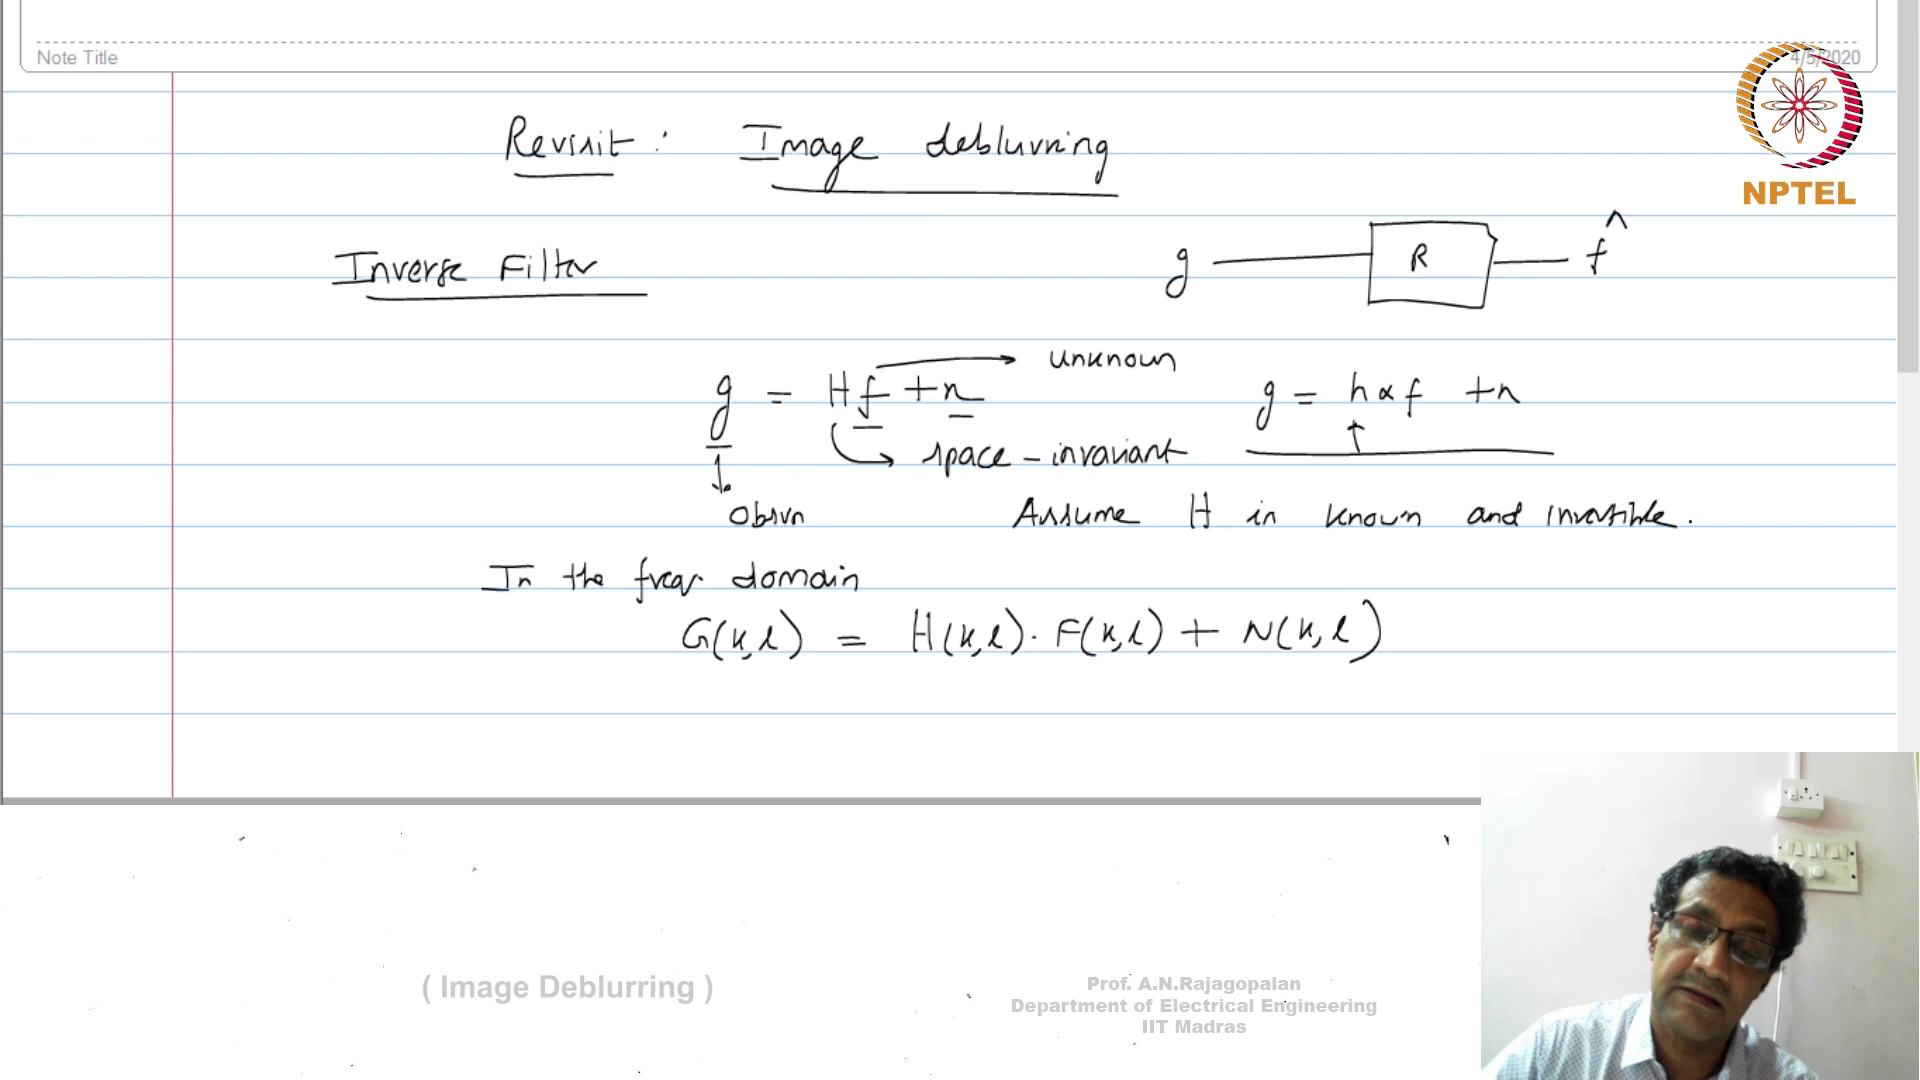 Note Title
4/5/2020
Revisit : Image deblurring
NPTEL
Inverse Filter
g R f̂
g = Hf + n → unknown
g = h * f + n
space-invariant
Obsvn
Assume H is known and invertible.
In the freq. domain
G(k,l) = H(k,l) . F(k,l) + N(k,l)
( Image Deblurring )
Prof. A.N.Rajagopalan
Department of Electrical Engineering
IIT Madras